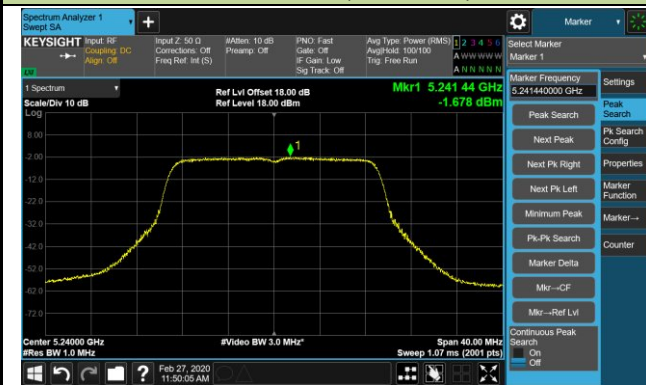 Spectrum Analyzer 1
Swept SA
Marker
KEYSIGHT Input: RF Input Z: 50 Ω #Atten: 10 dB PNO: Fast Avg Type: Power (RMS) 1 2 3 4 5 6
Coupling: DC Corrections: Off Preamp: Off Gate: Off Avg|Hold: 100/100 A W W W W W
Align: Off Freq Ref: Int (S) IF Gain: Low Trig: Free Run
Sig Track: Off A N N N N N
Select Marker
Marker 1
1 Spectrum
Scale/Div 10 dB
Ref Lvl Offset 18.00 dB
Ref Level 18.00 dBm
Mkr1 5.241 44 GHz
-1.678 dBm
Log
8.00
-2.00
-12.0
-22.0
-32.0
-42.0
-52.0
-62.0
-72.0
1
Center 5.24000 GHz #Video BW 3.0 MHz* Span 40.00 MHz
#Res BW 1.0 MHz Sweep 1.07 ms (2001 pts)
Marker Frequency
5.241440000 GHz
Peak Search
Next Peak
Next Pk Right
Next Pk Left
Minimum Peak
Pk-Pk Search
Marker Delta
Mkr→CF
Mkr→Ref Lvl
Continuous Peak
Search
On
Off
Settings
Peak
Search
Pk Search
Config
Properties
Marker
Function
Marker→
Counter
Feb 27, 2020
11:50:05 AM